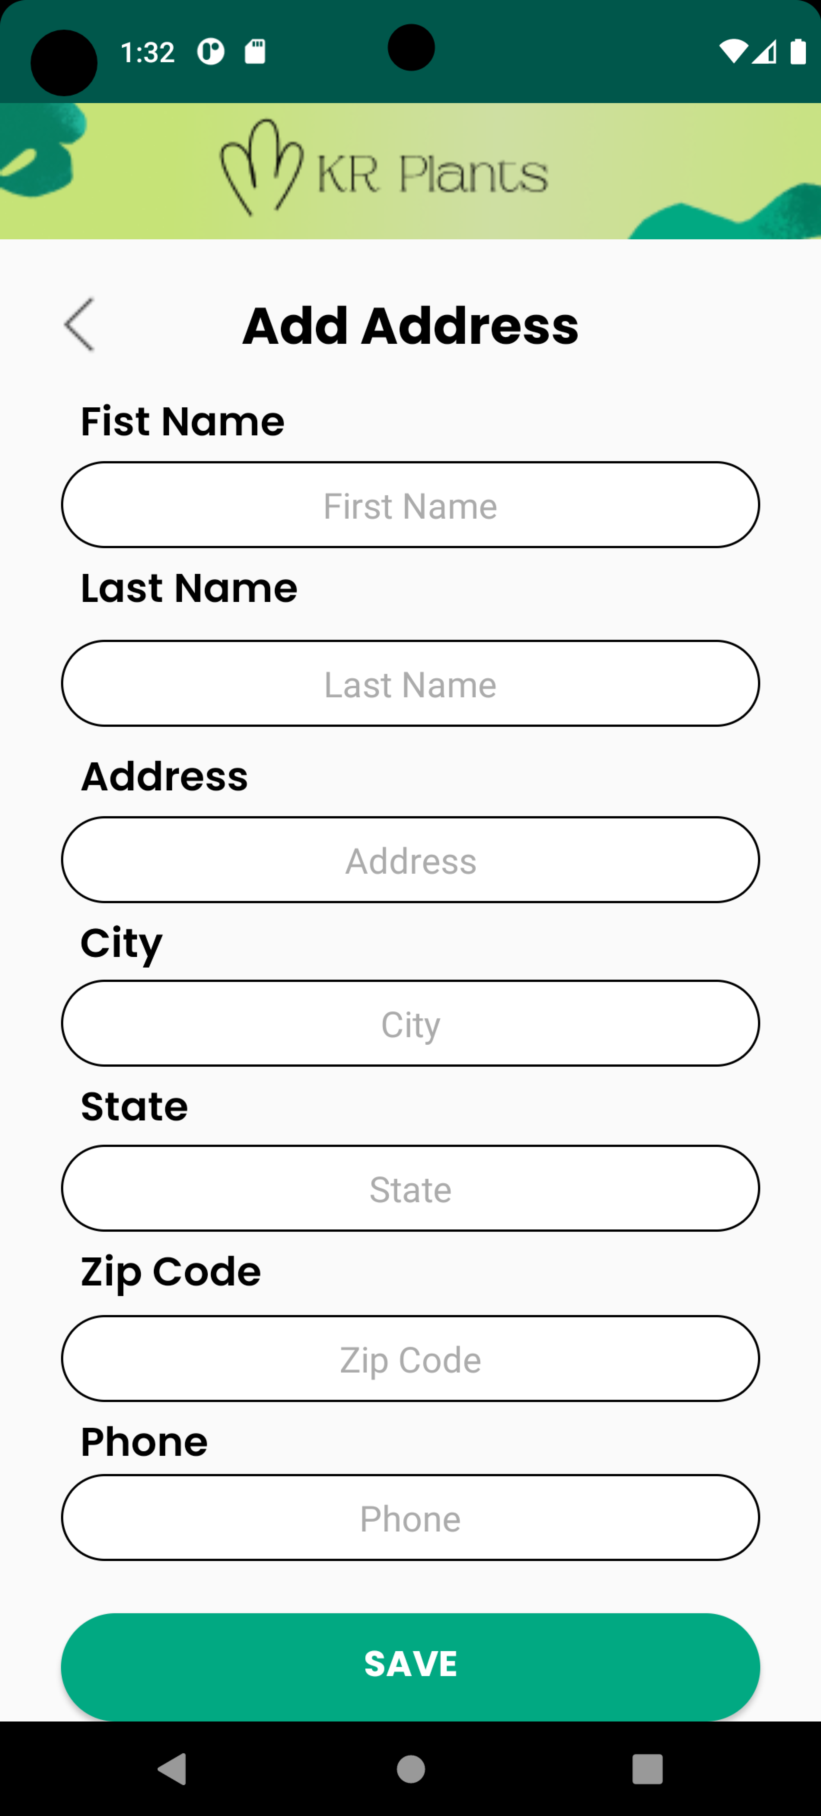 1:32
KR Plants
Add Address
Fist Name
First Name
Last Name
Last Name
Address
Address
City
City
State
State
Zip Code
Zip Code
Phone
Phone
SAVE